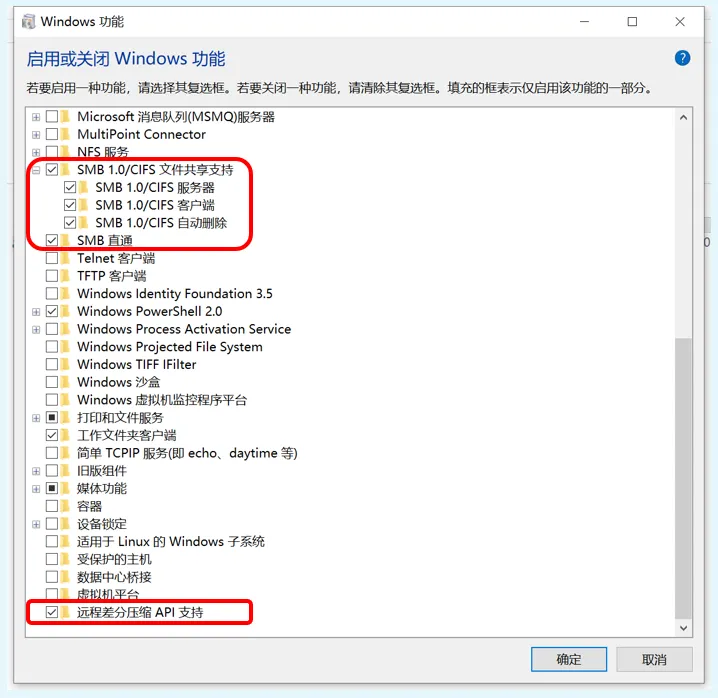 Windows 功能
启用或关闭 Windows 功能
?
若要启用一种功能，请选择其复选框。若要关闭一种功能，请清除其复选框。填充的框表示仅启用该功能的一部分。
Microsoft 消息队列(MSMQ)服务器
MultiPoint Connector
NFS 服务
SMB 1.0/CIFS 文件共享支持
SMB 1.0/CIFS 服务器
SMB 1.0/CIFS 客户端
SMB 1.0/CIFS 自动删除
SMB 直通
Telnet 客户端
TFTP 客户端
Windows Identity Foundation 3.5
Windows PowerShell 2.0
Windows Process Activation Service
Windows Projected File System
Windows TIFF IFilter
Windows 沙盒
Windows 虚拟机监控程序平台
打印和文件服务
工作文件夹客户端
简单 TCPIP 服务(即 echo、daytime 等)
旧版组件
媒体功能
容器
设备锁定
适用于 Linux 的 Windows 子系统
受保护的主机
数据中心桥接
虚拟机平台
远程差分压缩 API 支持
确定
取消